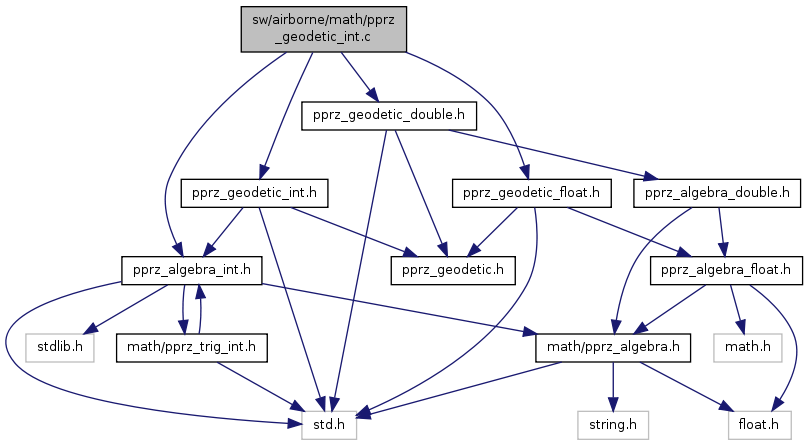 sw/airborne/math/pprz
_geodetic_int.c
pprz_geodetic_double.h
pprz_geodetic_int.h
pprz_geodetic_float.h
pprz_algebra_double.h
pprz_algebra_int.h
pprz_geodetic.h
pprz_algebra_float.h
stdlib.h
math/pprz_trig_int.h
math/pprz_algebra.h
math.h
std.h
string.h
float.h